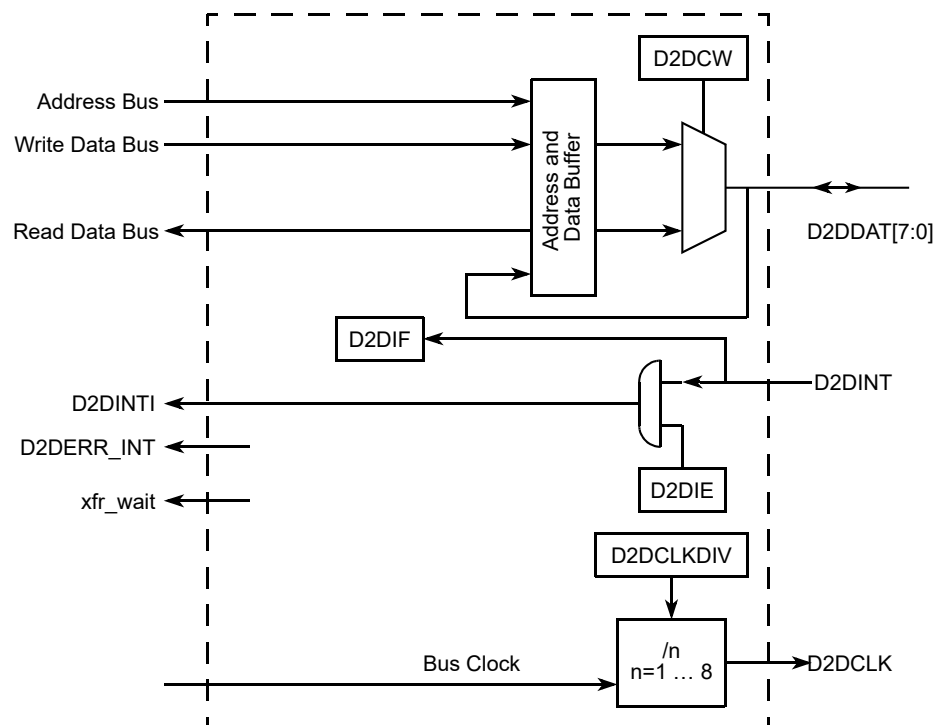 D2DCW
Address Bus
Write Data Bus
Address and
Data Buffer
Read Data Bus
D2DDAT[7:0]
D2DIF
D2DINT
D2DINTI
D2DERR_INT
D2DIE
xfr_wait
D2DCLKDIV
/n
n=1 … 8
Bus Clock
D2DCLK